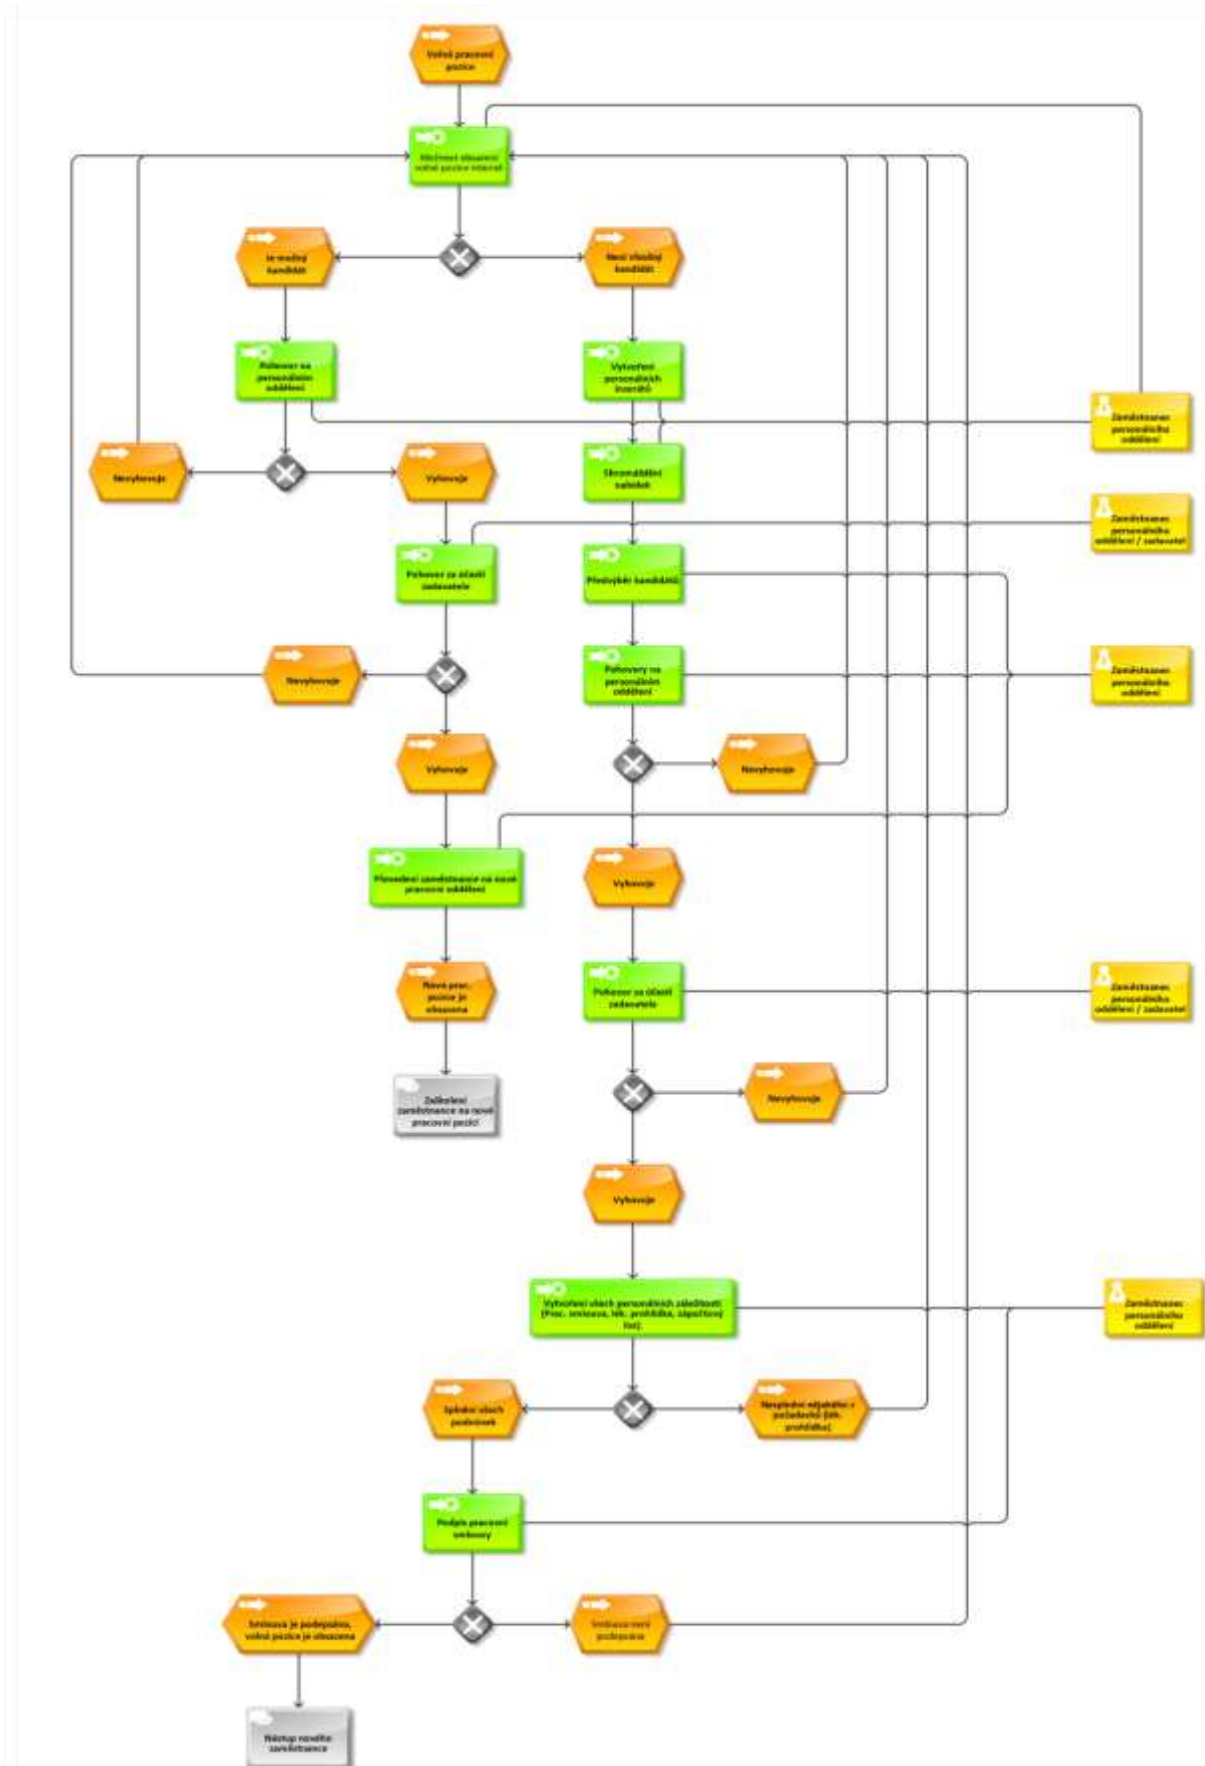 Volná pracovní
pozice
Možnost obsazení
volné pozice interně
Je možný
kandidát
Není vhodný
kandidát
Pohovor na
personálním
oddělení
Vytvoření
personálních
inzerátů
Zaměstnanec
personálního
oddělení
Nevyhovuje
Vyhovuje
Shromáždění
nabídek
Zaměstnanec
personálního
oddělení / zadavatel
Pohovor za účasti
zadavatele
Předvýběr kandidátů
Nevyhovuje
Pohovory na
personálním
oddělení
Zaměstnanec
personálního
oddělení
Vyhovuje
Nevyhovuje
Převedení zaměstnance na nové
pracovní oddělení
Vyhovuje
Nová prac.
pozice je
obsazena
Pohovor za účasti
zadavatele
Zaměstnanec
personálního
oddělení / zadavatel
Zaškolení
zaměstnance na nové
pracovní pozici
Nevyhovuje
Vyhovuje
Vytvoření všech personálních záležitostí
(Prac. smlouva, lék. prohlídka, zápočtový
list)
Zaměstnanec
personálního
oddělení
Splnění všech
podmínek
Nesplnění nějakého z
požadavků (lék.
prohlídka)
Podpis pracovní
smlouvy
Smlouva je podepsána,
volná pozice je obsazena
Smlouva není
podepsána
Nástup nového
zaměstnance